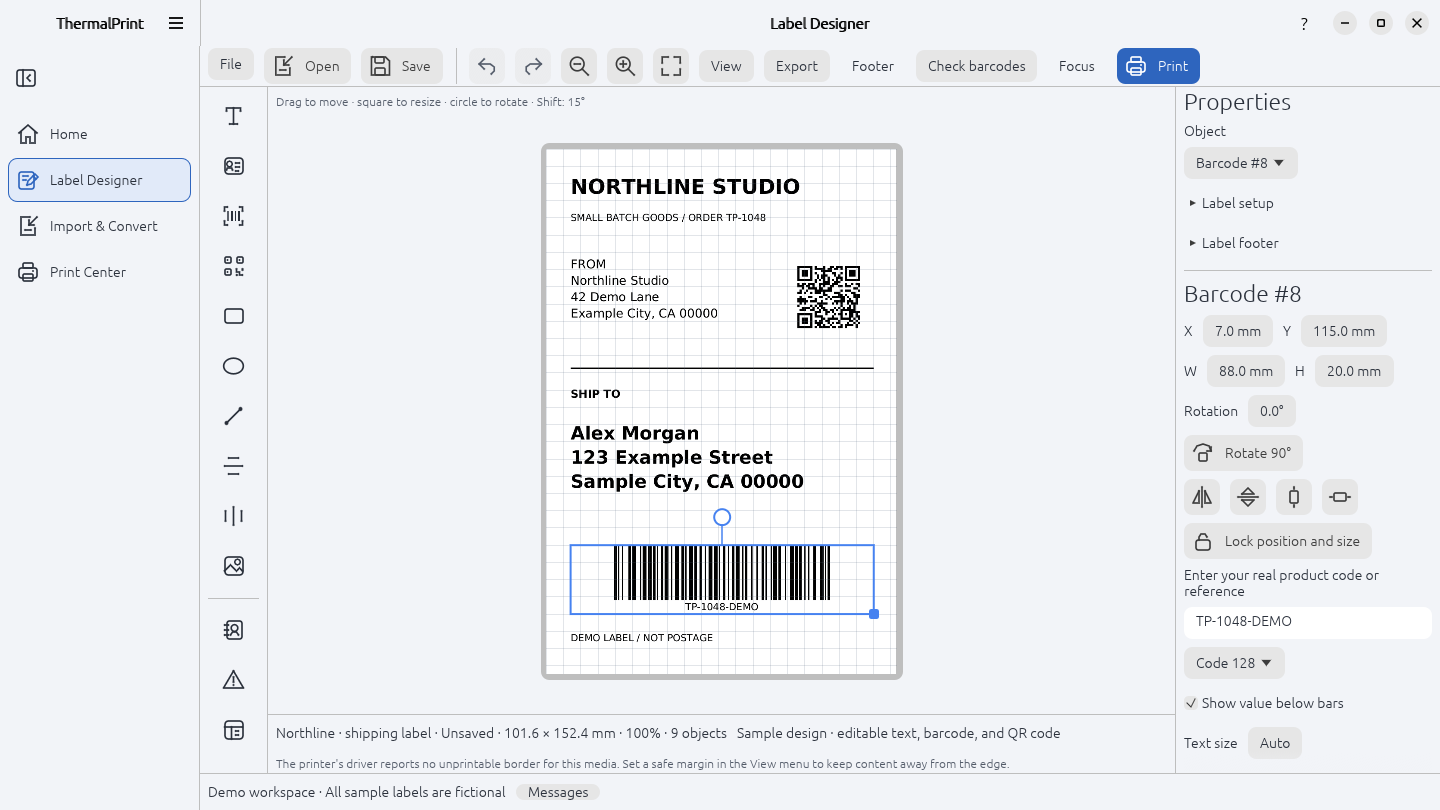 ThermalPrint
Label Designer
?
File
Open
Save
View
Export
Footer
Check barcodes
Focus
Print
Home
Label Designer
Import & Convert
Print Center
Drag to move · square to resize · circle to rotate · Shift: 15°
NORTHLINE STUDIO
SMALL BATCH GOODS / ORDER TP-1048
FROM
Northline Studio
42 Demo Lane
Example City, CA 00000
SHIP TO
Alex Morgan
123 Example Street
Sample City, CA 00000
TP-1048-DEMO
DEMO LABEL / NOT POSTAGE
Northline · shipping label · Unsaved · 101.6 × 152.4 mm · 100% · 9 objects   Sample design · editable text, barcode, and QR code
The printer's driver reports no unprintable border for this media. Set a safe margin in the View menu to keep content away from the edge.
Demo workspace · All sample labels are fictional
Messages
Properties
Object
Barcode #8
Label setup
Label footer
Barcode #8
X 7.0 mm Y 115.0 mm
W 88.0 mm H 20.0 mm
Rotation 0.0°
Rotate 90°
Lock position and size
Enter your real product code or
reference
TP-1048-DEMO
Code 128
Show value below bars
Text size Auto